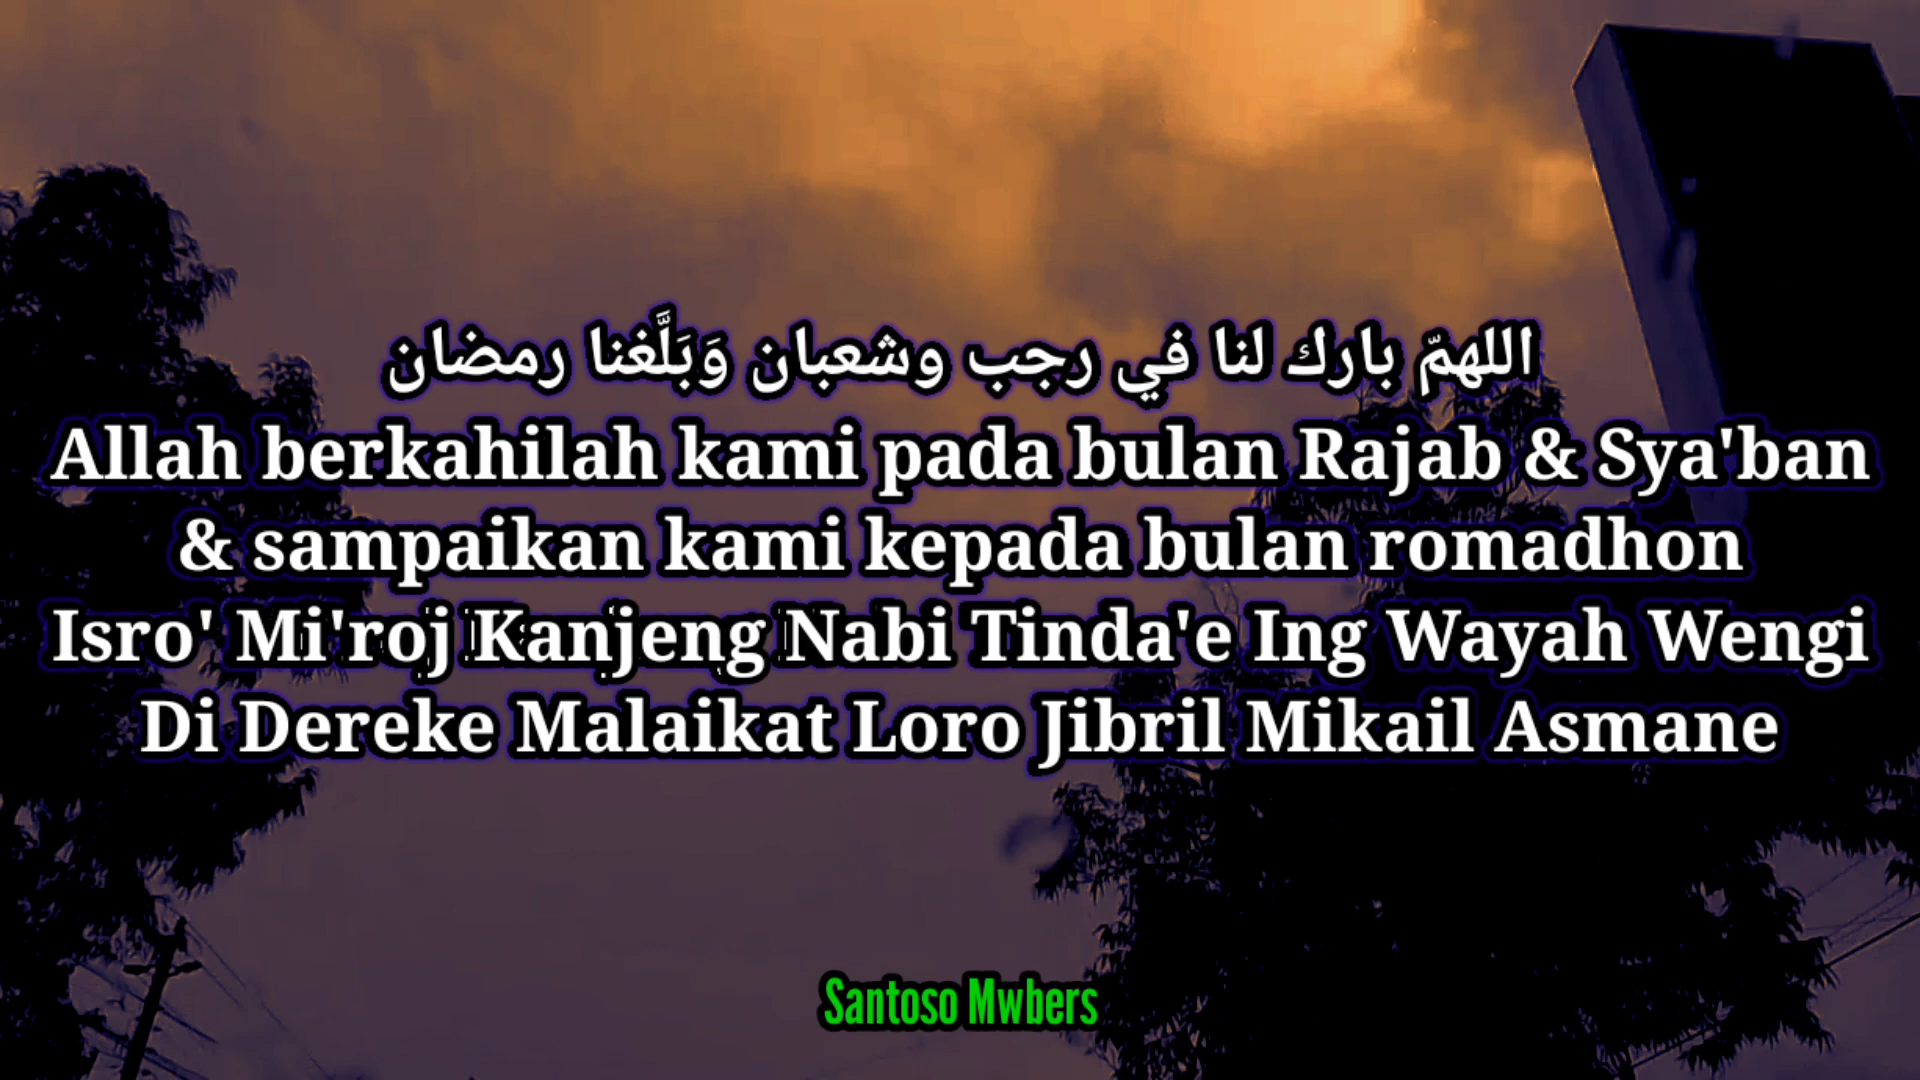 اللهمّ بارك لنا في رجب وشعبان وَبَلَّغنا رمضان
Allah berkahilah kami pada bulan Rajab & Sya'ban
& sampaikan kami kepada bulan romadhon
Isro' Mi'roj Kanjeng Nabi Tinda'e Ing Wayah Wengi
Di Dereke Malaikat Loro Jibril Mikail Asmane
Santoso Mwbers